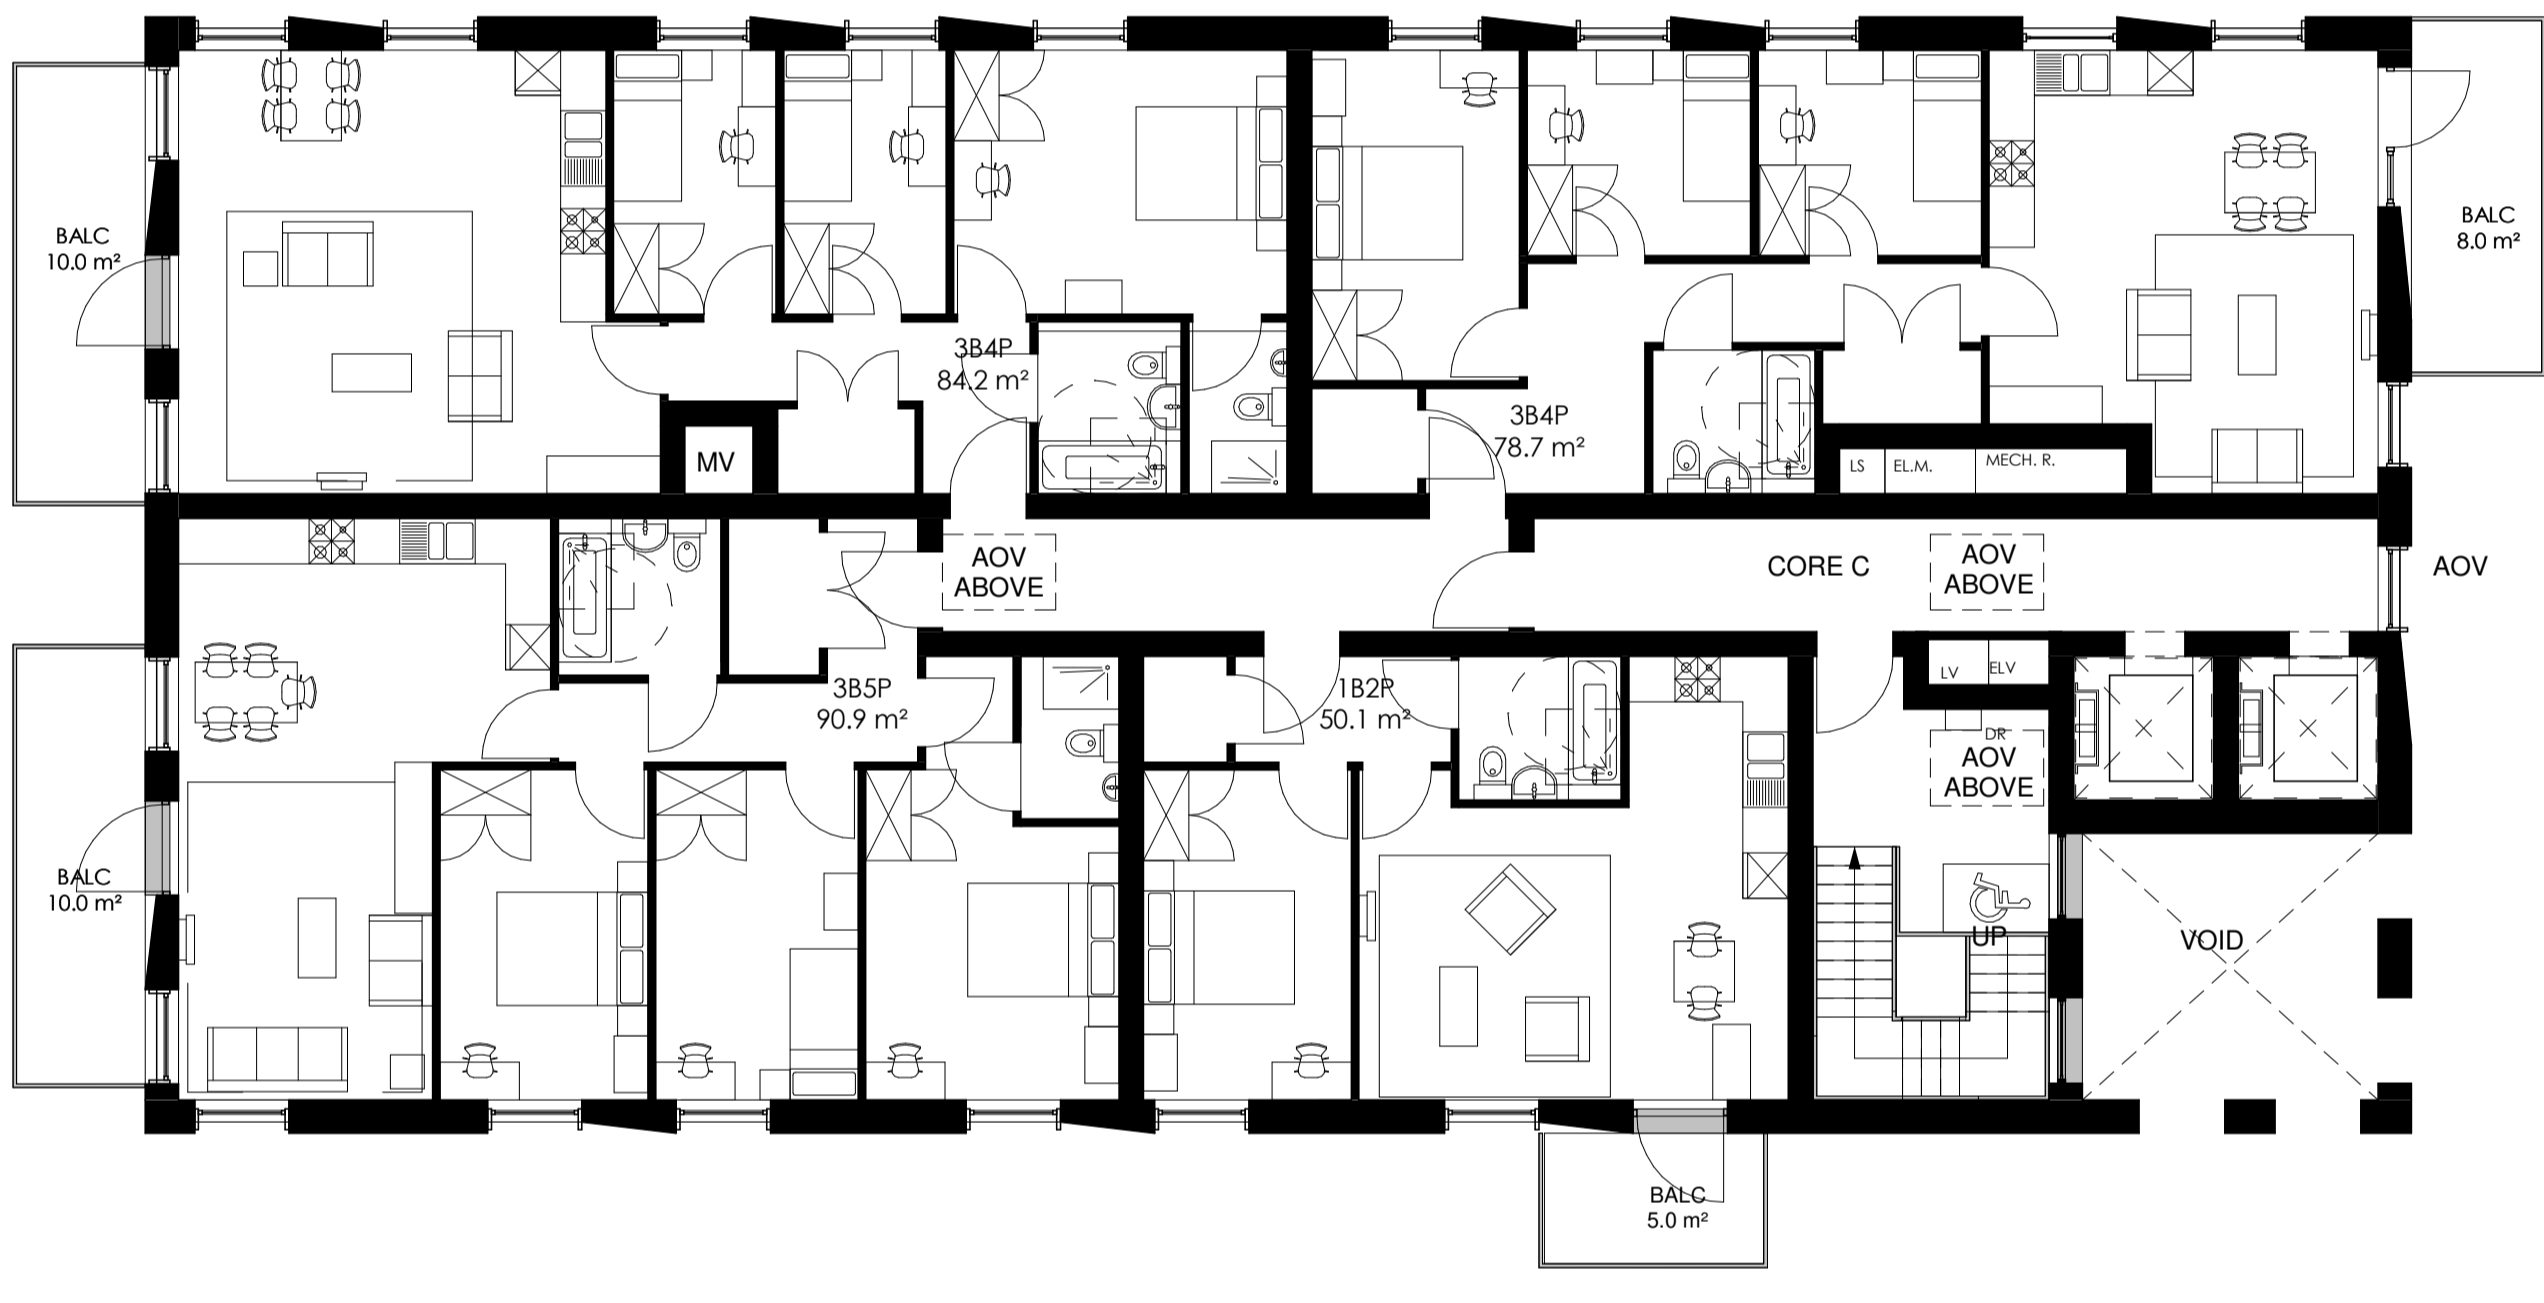 BALC
10.0 m²
BALC
8.0 m²
3B4P
84.2 m²
3B4P
78.7 m²
MV
LS
EL.M.
MECH. R.
AOV
ABOVE
CORE C
AOV
ABOVE
AOV
3B5P
90.9 m²
1B2P
50.1 m²
LV
ELV
DR
AOV
ABOVE
BALC
10.0 m²
UP
VOID
BALC
5.0 m²